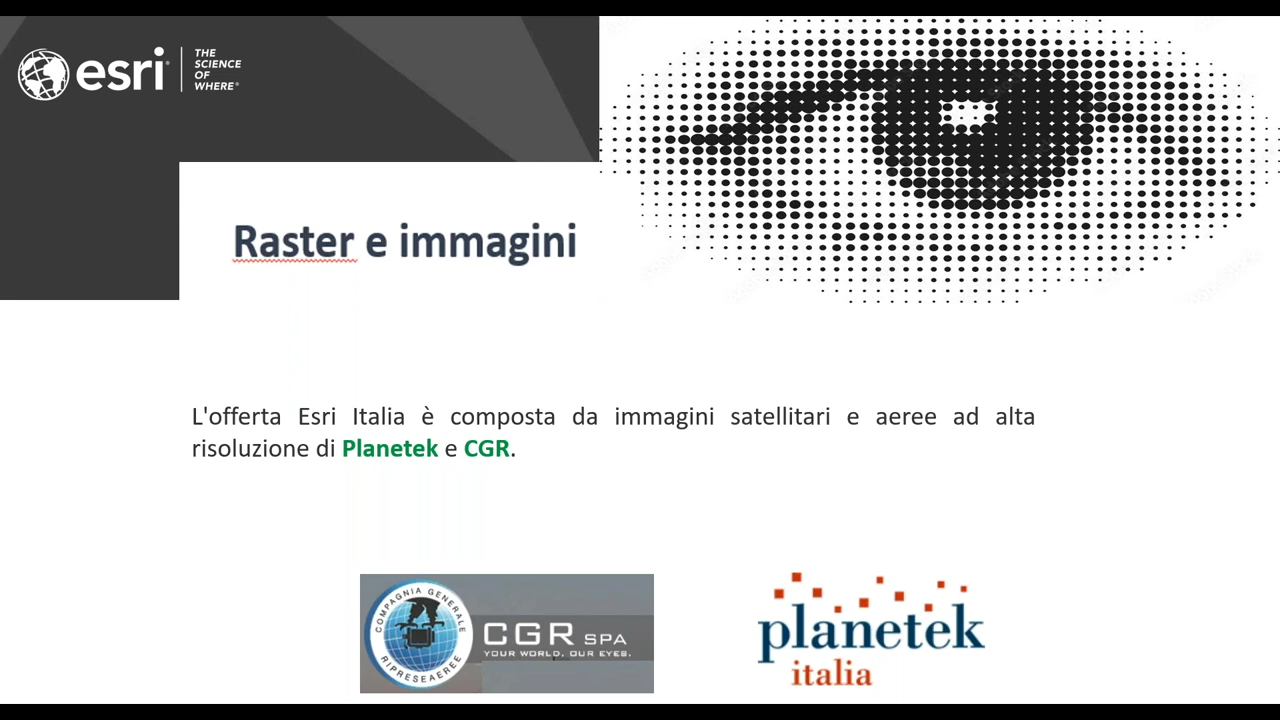 esri
THE
SCIENCE
OF
WHERE®
Raster e immagini
L'offerta Esri Italia è composta da immagini satellitari e aeree ad alta
risoluzione di Planetek e CGR.
COMPAGNIA GENERALE
RIPRESEAEREE
CGR SPA
YOUR WORLD, OUR EYES.
planetek
italia